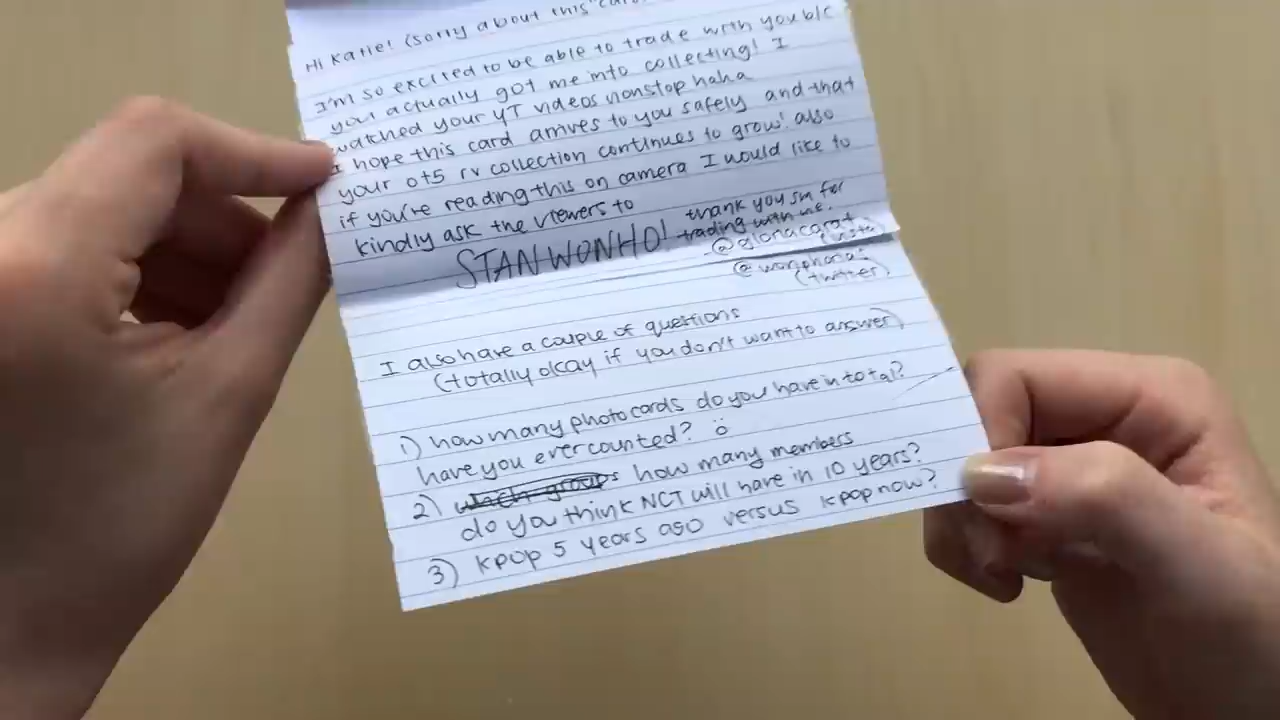 Hi Katie! (sorry about this card
I'm so excited to be able to trade with you b/c
you actually got me into collecting! I
watched your YT videos nonstop haha
I hope this card arrives to you safely and that
your ot5 rv collection continues to grow! also
if you're reading this on camera I would like to
kindly ask the viewers to
STAN WONHO! thank you sm for
trading with me.
(insta)
(twitter)
I also have a couple of questions
(totally okay if you don't want to answer)
1) how many photocards do you have in total?
have you ever counted? ü
2) how many members
do you think NCT will have in 10 years?
3) kpop 5 years ago versus kpop now?